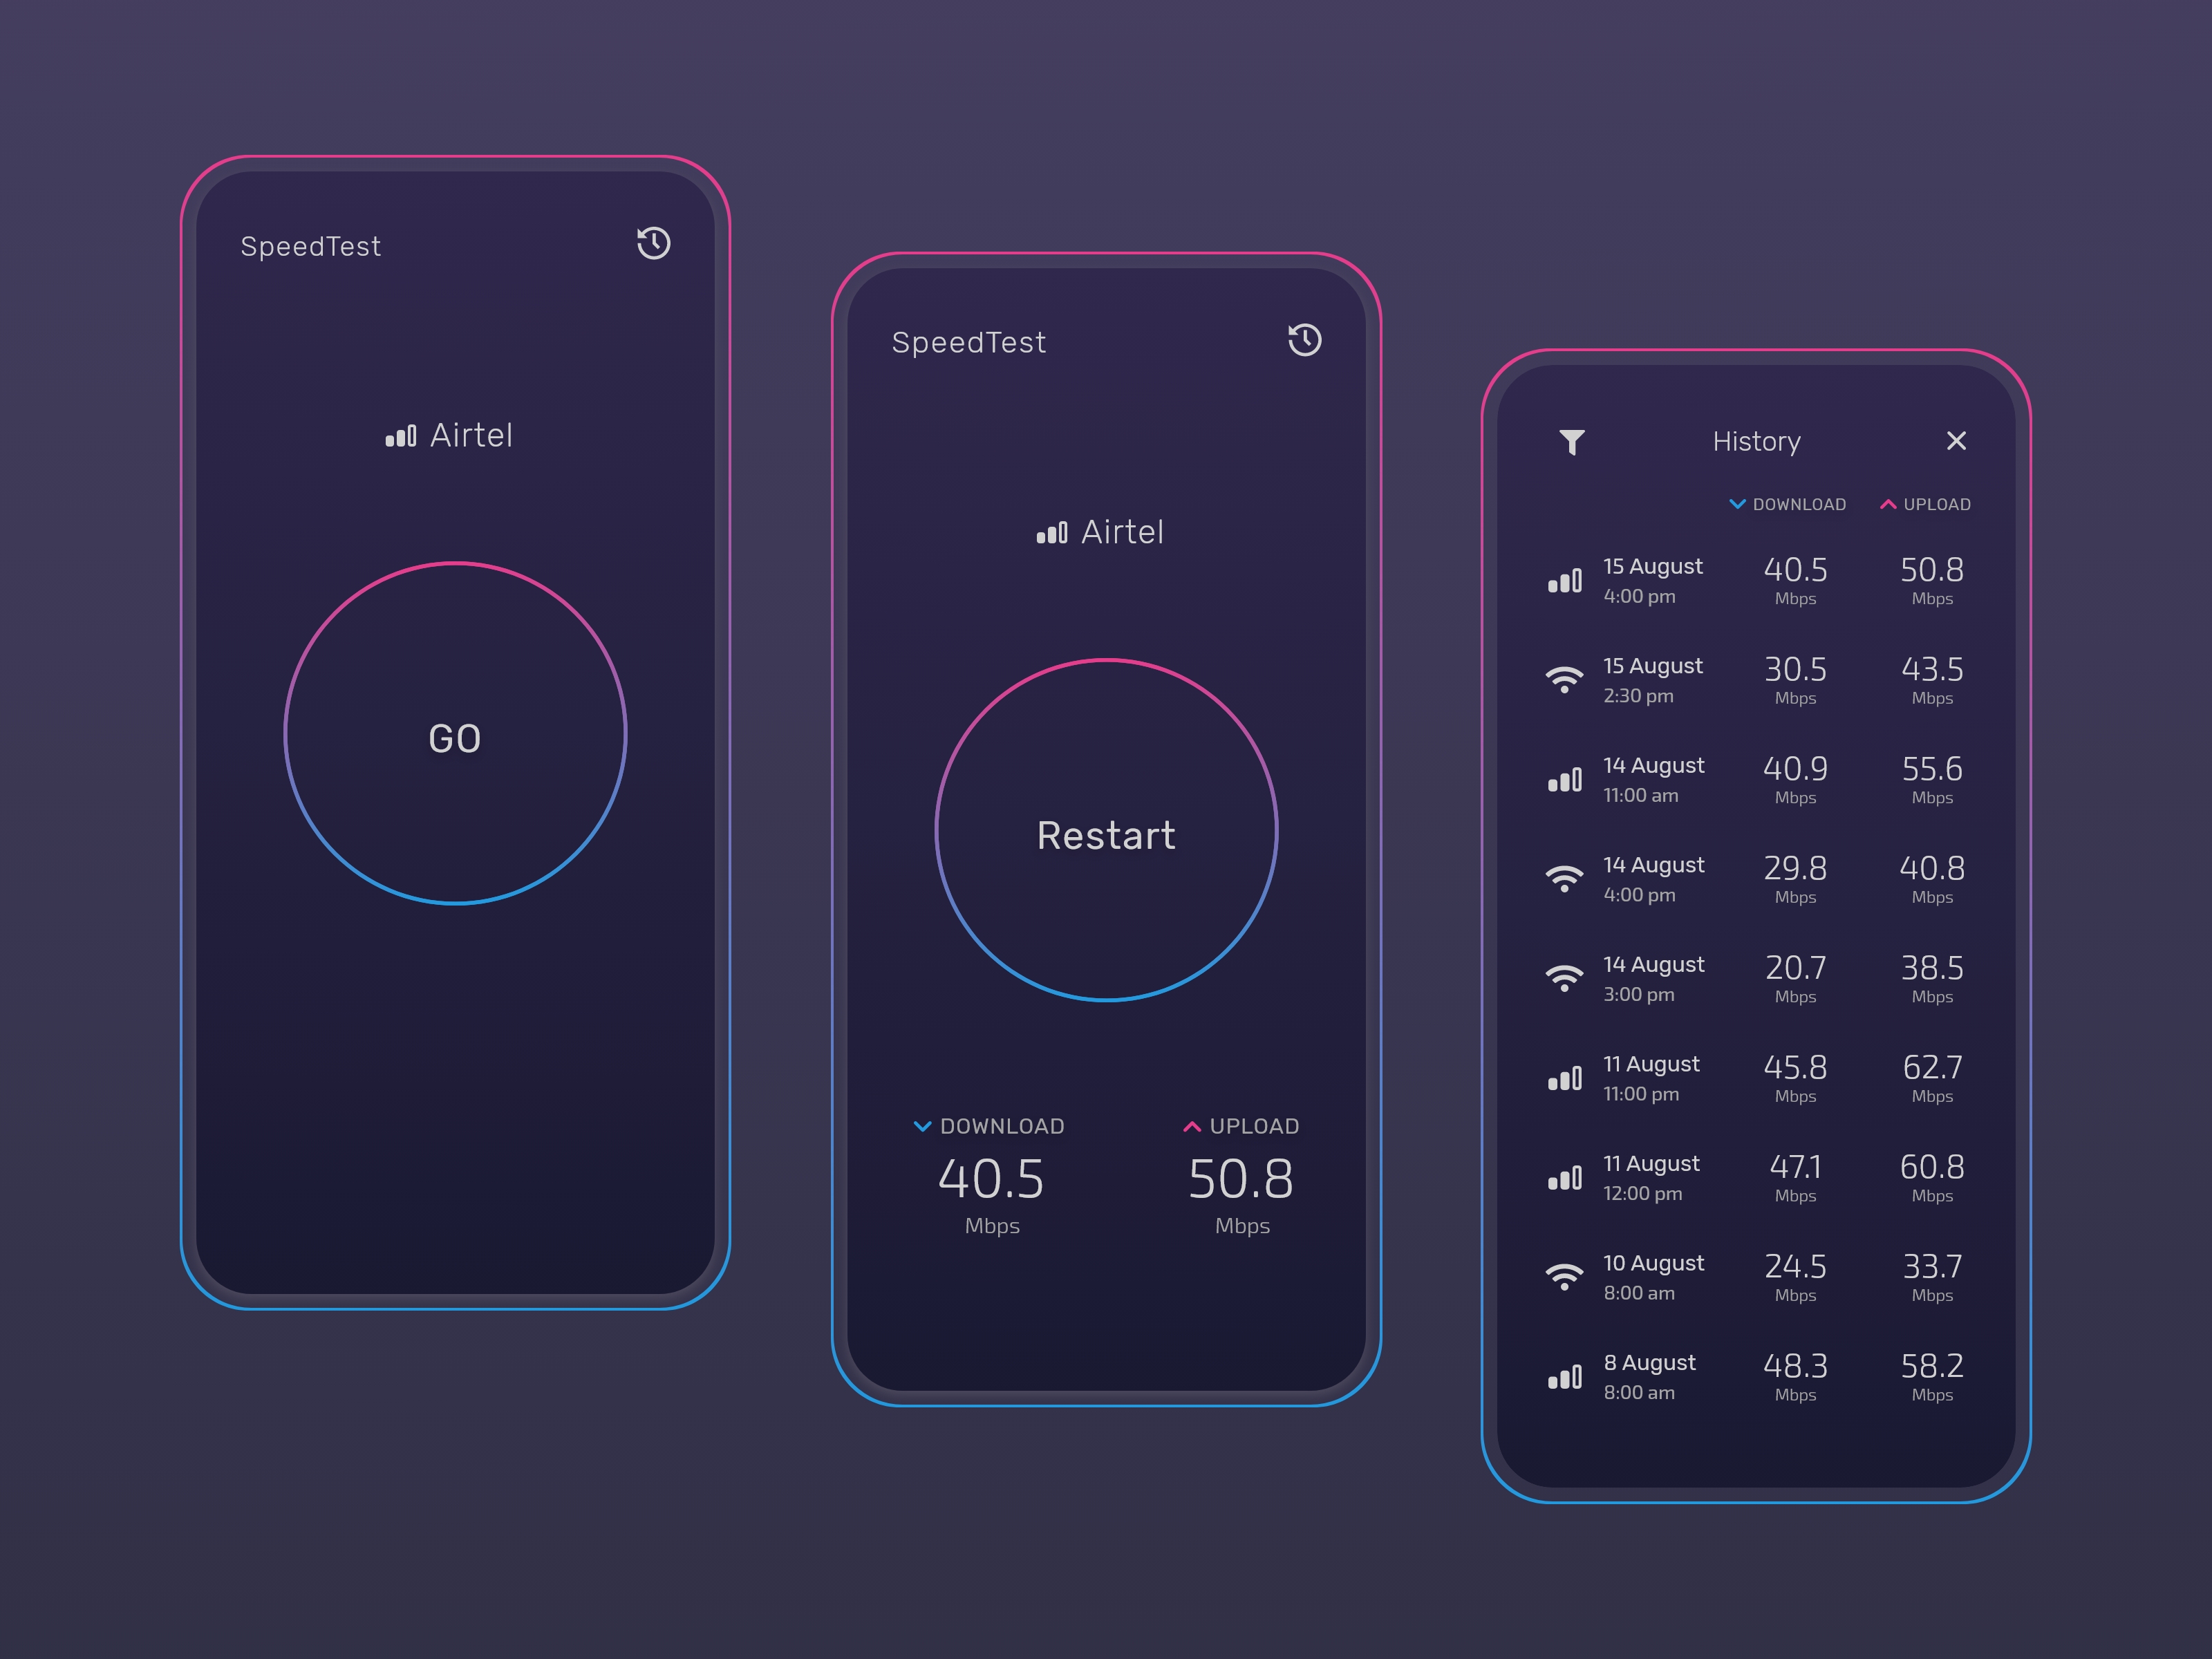 SpeedTest
Airtel
GO
SpeedTest
Airtel
Restart
DOWNLOAD UPLOAD
40.5 50.8
Mbps Mbps
History
DOWNLOAD UPLOAD
15 August 40.5 50.8
4:00 pm Mbps Mbps
15 August 30.5 43.5
2:30 pm Mbps Mbps
14 August 40.9 55.6
11:00 am Mbps Mbps
14 August 29.8 40.8
4:00 pm Mbps Mbps
14 August 20.7 38.5
3:00 pm Mbps Mbps
11 August 45.8 62.7
11:00 pm Mbps Mbps
11 August 47.1 60.8
12:00 pm Mbps Mbps
10 August 24.5 33.7
8:00 am Mbps Mbps
8 August 48.3 58.2
8:00 am Mbps Mbps